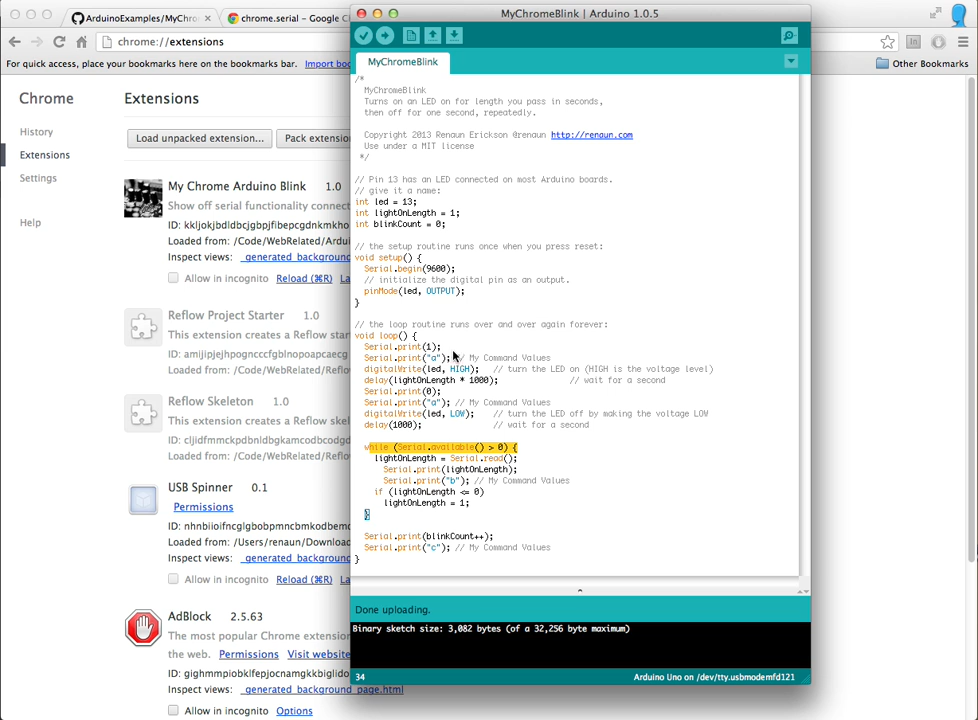 ArduinoExamples/MyChro
chrome.serial - Google C
MyChromeBlink | Arduino 1.0.5
chrome://extensions
For quick access, place your bookmarks here on the bookmarks bar. Import boo
Other Bookmarks
Chrome
History
Extensions
Settings
Help
Extensions
Load unpacked extension...
Pack extensio
My Chrome Arduino Blink 1.0
Show off serial functionality connect
ID: kkljokjbdldbcjgbpjfibepcgdnkmkho
Loaded from: /Code/WebRelated/Ardui
Inspect views: _generated_background
Allow in incognito Reload (⌘R) La
Reflow Project Starter 1.0
This extension creates a Reflow start
ID: amijipjejhpogncccfgblnopoapcaecg
Loaded from: /Code/WebRelated/Reflo
Reflow Skeleton 1.0
This extension creates a Reflow skele
ID: cljidfmmckpdbnldbgkamcodbcodgd
Loaded from: /Code/WebRelated/Reflo
USB Spinner 0.1
Permissions
ID: nhnbiioifncglgbobpmncbmkodbemd
Loaded from: /Users/renaun/Downloa
Inspect views: _generated_background
Allow in incognito Reload (⌘R) La
AdBlock 2.5.63
The most popular Chrome extension
the web. Permissions Visit website
ID: gighmmpiobklfepjocnamgkkbiglido
Inspect views: _generated_background_page.html
Allow in incognito Options
MyChromeBlink
/*
MyChromeBlink
Turns on an LED on for length you pass in seconds,
then off for one second, repeatedly.
Copyright 2013 Renaun Erickson @renaun http://renaun.com
Use under a MIT license
*/
// Pin 13 has an LED connected on most Arduino boards.
// give it a name:
int led = 13;
int lightOnLength = 1;
int blinkCount = 0;
// the setup routine runs once when you press reset:
void setup() {
Serial.begin(9600);
// initialize the digital pin as an output.
pinMode(led, OUTPUT);
}
// the loop routine runs over and over again forever:
void loop() {
Serial.print(1);
Serial.print("a"); // My Command Values
digitalWrite(led, HIGH); // turn the LED on (HIGH is the voltage level)
delay(lightOnLength * 1000); // wait for a second
Serial.print(0);
Serial.print("a"); // My Command Values
digitalWrite(led, LOW); // turn the LED off by making the voltage LOW
delay(1000); // wait for a second
while (Serial.available() > 0) {
lightOnLength = Serial.read();
Serial.print(lightOnLength);
Serial.print("b"); // My Command Values
if (lightOnLength <= 0)
lightOnLength = 1;
}
Serial.print(blinkCount++);
Serial.print("c"); // My Command Values
}
Done uploading.
Binary sketch size: 3,082 bytes (of a 32,256 byte maximum)
34
Arduino Uno on /dev/tty.usbmodemfd121